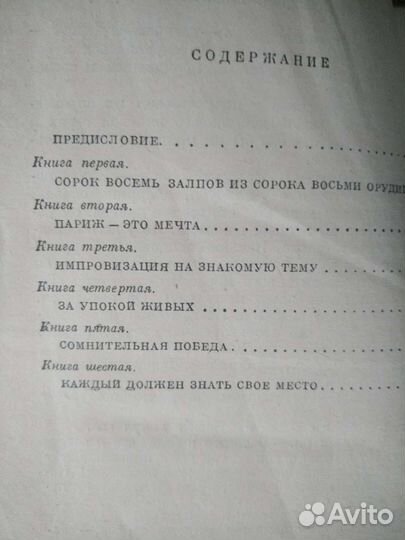 СОДЕРЖАНИЕ
ПРЕДИСЛОВИЕ. . . . . . . . . . . . . . . . .
Книга первая.
СОРОК ВОСЕМЬ ЗАЛПОВ ИЗ СОРОКА ВОСЬМИ
Книга вторая.
ПАРИЖ — ЭТО МЕЧТА . . . . . . . . . . . . . . .
Книга третья.
ИМПРОВИЗАЦИЯ НА ЗНАКОМУЮ ТЕМУ . . . . . .
Книга четвертая.
ЗА УПОКОЙ ЖИВЫХ . . . . . . . . . . . . . . . .
Книга пятая.
СОМНИТЕЛЬНАЯ ПОБЕДА . . . . . . . . . . . . .
Книга шестая.
КАЖДЫЙ ДОЛЖЕН ЗНАТЬ СВОЕ МЕСТО . . . . . .
Avito